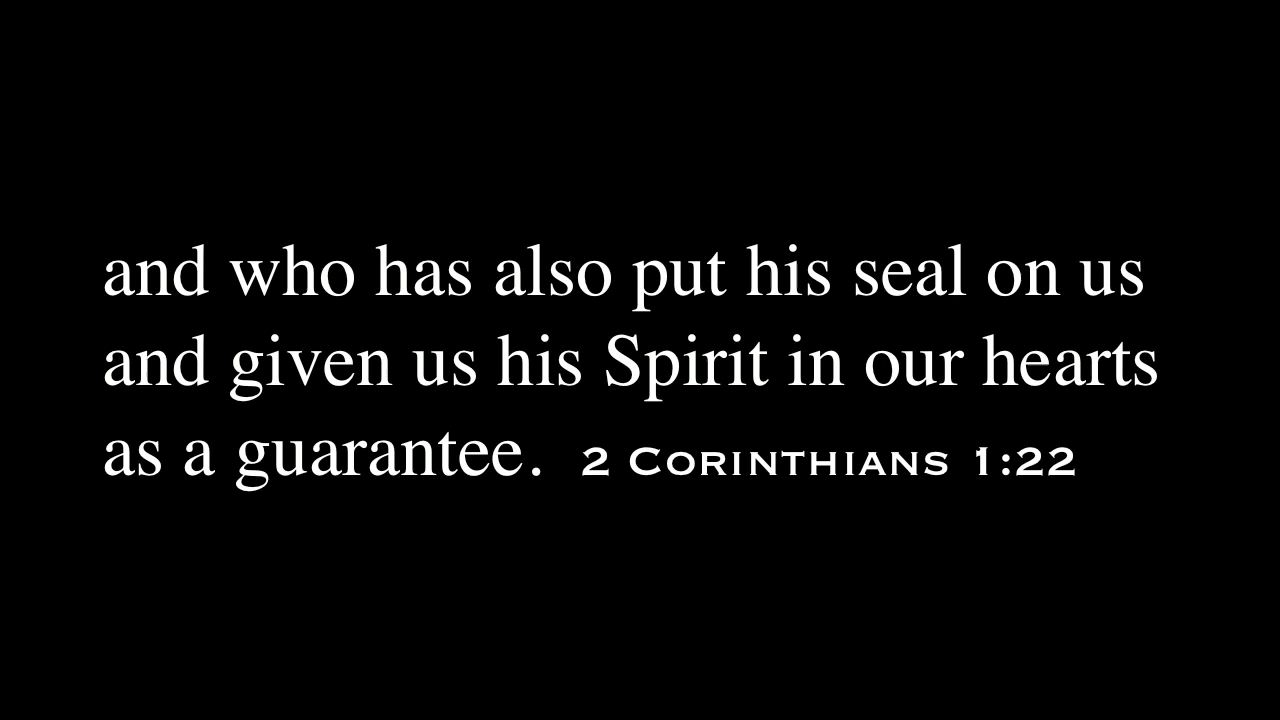 and who has also put his seal on us
and given us his Spirit in our hearts
as a guarantee. 2 Corinthians 1:22